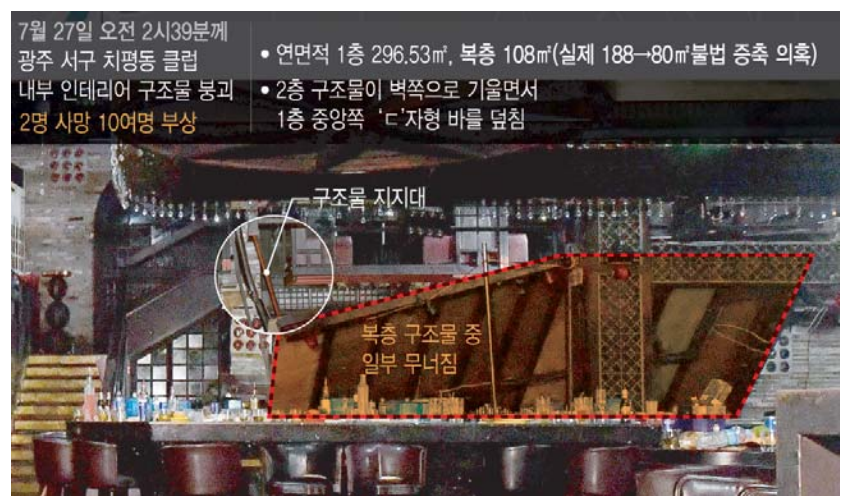 7월 27일 오전 2시39분께
광주 서구 치평동 클럽
내부 인테리어 구조물 붕괴
2명 사망 10여명 부상
• 연면적 1층 296.53㎡, 복층 108㎡(실제 188→80㎡불법 증축 의혹)
• 2층 구조물이 벽쪽으로 기울면서
1층 중앙쪽 ‘ㄷ’자형 바를 덮침
구조물 지지대
복층 구조물 중
일부 무너짐